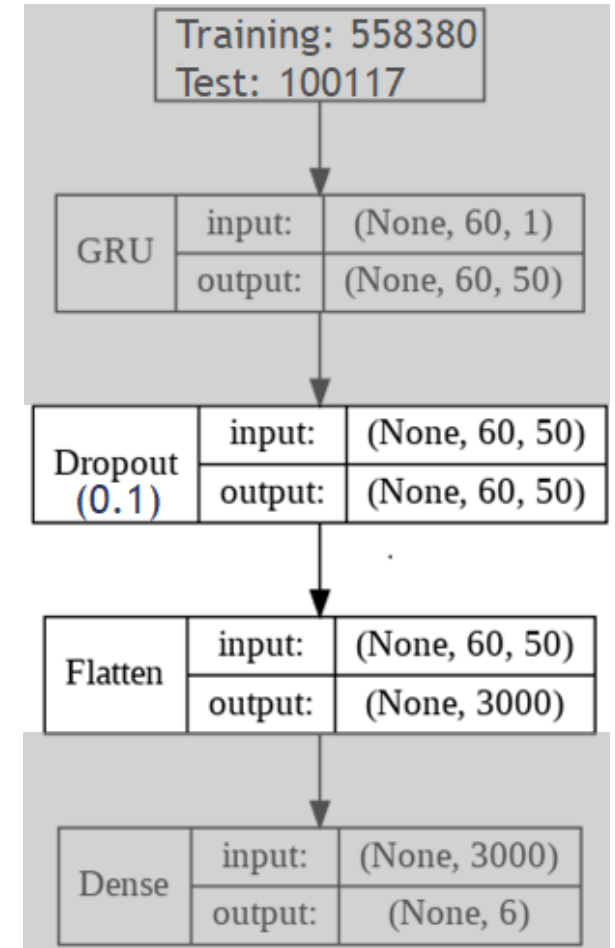 Training: 558380
Test: 100117
GRU
input: (None, 60, 1)
output: (None, 60, 50)
Dropout
(0.1)
input: (None, 60, 50)
output: (None, 60, 50)
Flatten
input: (None, 60, 50)
output: (None, 3000)
Dense
input: (None, 3000)
output: (None, 6)